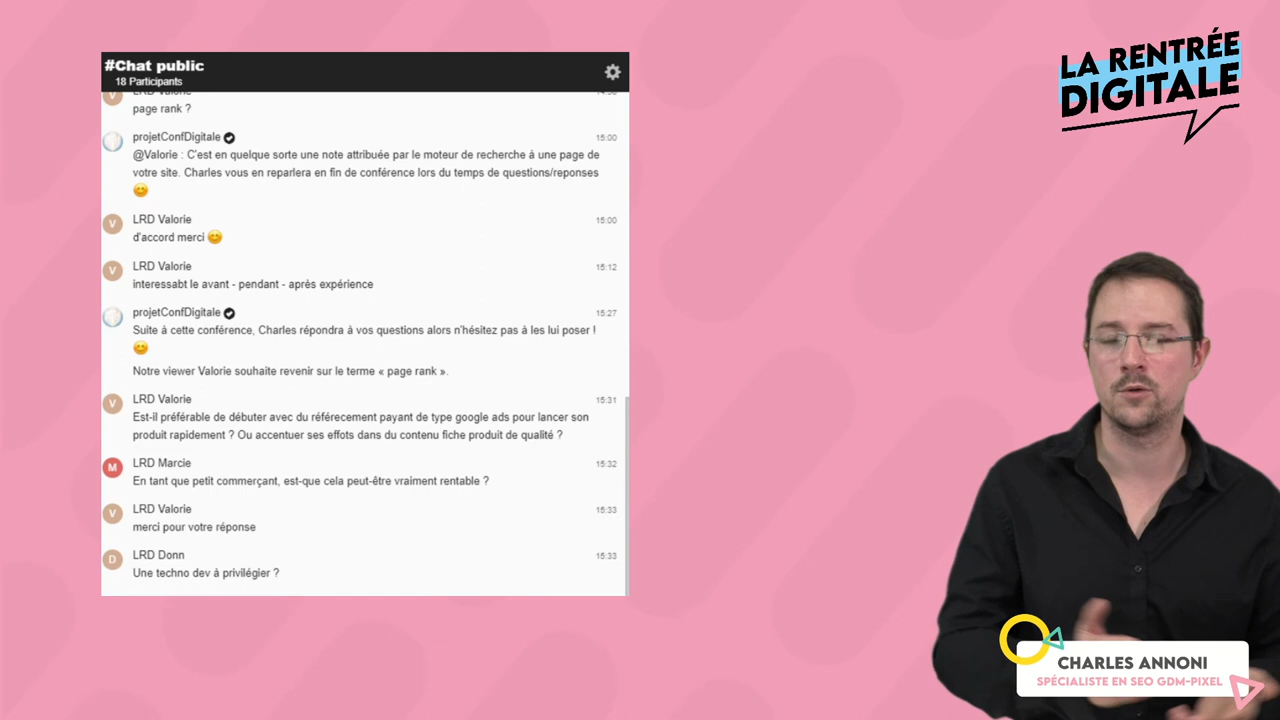 #Chat public
18 Participants
LRD Valorie
page rank ?
projetConfDigitale 15:00
@Valorie : C'est en quelque sorte une note attribuée par le moteur de recherche à une page de
votre site. Charles vous en reparlera en fin de conférence lors du temps de questions/reponses
😊
V LRD Valorie 15:00
d'accord merci 😊
V LRD Valorie 15:12
interessabt le avant - pendant - après expérience
projetConfDigitale 15:27
Suite à cette conférence, Charles répondra à vos questions alors n'hésitez pas à les lui poser !
😊
Notre viewer Valorie souhaite revenir sur le terme « page rank ».
V LRD Valorie 15:31
Est-il préférable de débuter avec du référecement payant de type google ads pour lancer son
produit rapidement ? Ou accentuer ses effots dans du contenu fiche produit de qualité ?
M LRD Marcie 15:32
En tant que petit commerçant, est-que cela peut-être vraiment rentable ?
V LRD Valorie 15:33
merci pour votre réponse
D LRD Donn 15:33
Une techno dev à privilégier ?
LA RENTRÉE
DIGITALE
CHARLES ANNONI
SPÉCIALISTE EN SEO GDM-PIXEL